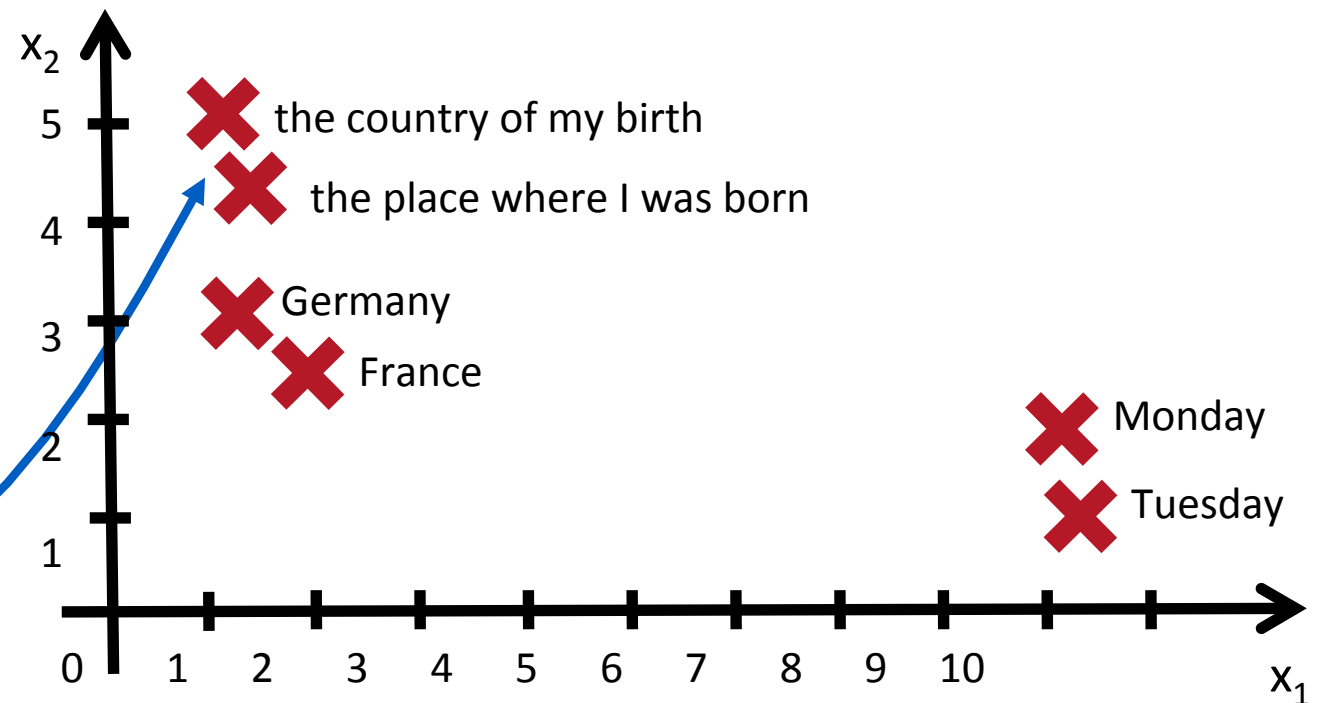 x2
5
the country of my birth
the place where I was born
4
Germany
3
France
Monday
2
Tuesday
1
0 1 2 3 4 5 6 7 8 9 10
x1